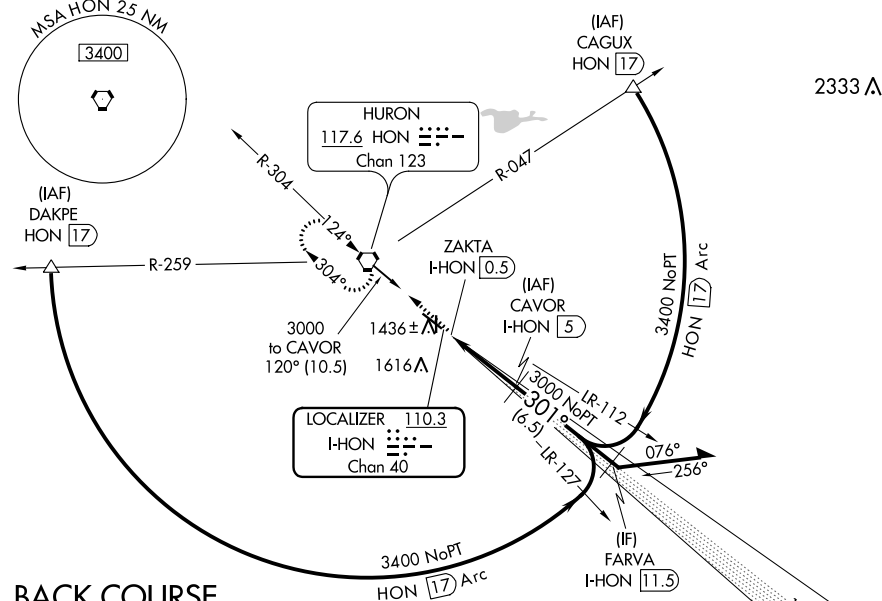 MSA HON 25 NM
3400
(IAF)
CAGUX
HON 17
2333
HURON
117.6 HON
Chan 123
R-304
R-047
(IAF)
DAKPE
HON 17
124°
304°
R-259
ZAKTA
I-HON 0.5
(IAF)
CAVOR
I-HON 5
3400 NoPT
HON 17 Arc
3000
to CAVOR
120° (10.5)
1436 ±
1616
3000 NoPT
301°
(6.5)
LR-112
LR-127
LOCALIZER 110.3
I-HON
Chan 40
076°
256°
(IF)
FARVA
I-HON 11.5
3400 NoPT
HON 17 Arc
BACK COURSE